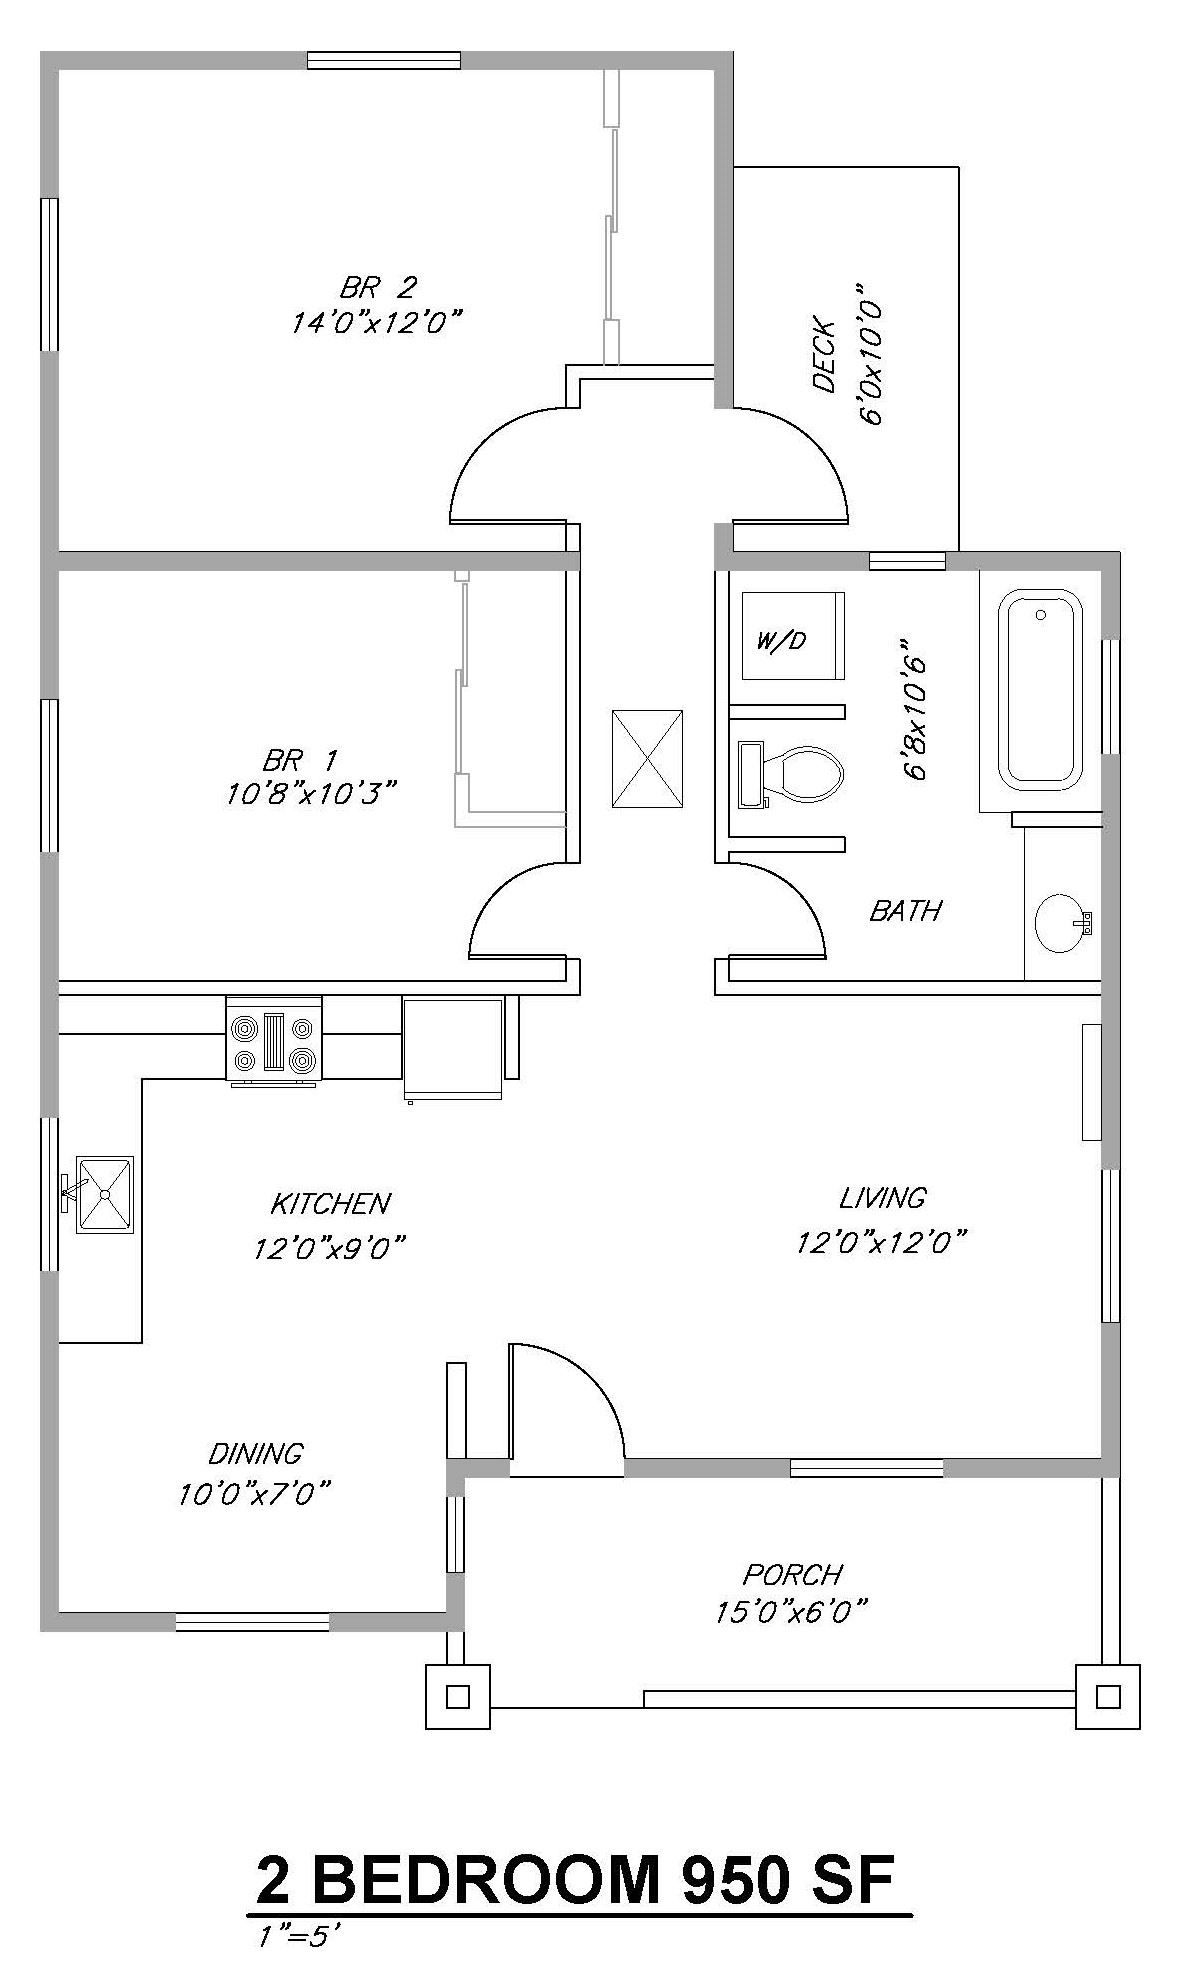 BR 2
14'0"x12'0"
DECK
6'0x10'0"
W/D
6'8x10'6"
BR 1
10'8"x10'3"
BATH
KITCHEN
12'0"x9'0"
LIVING
12'0"x12'0"
DINING
10'0"x7'0"
PORCH
15'0"x6'0"
2 BEDROOM 950 SF
1"=5'